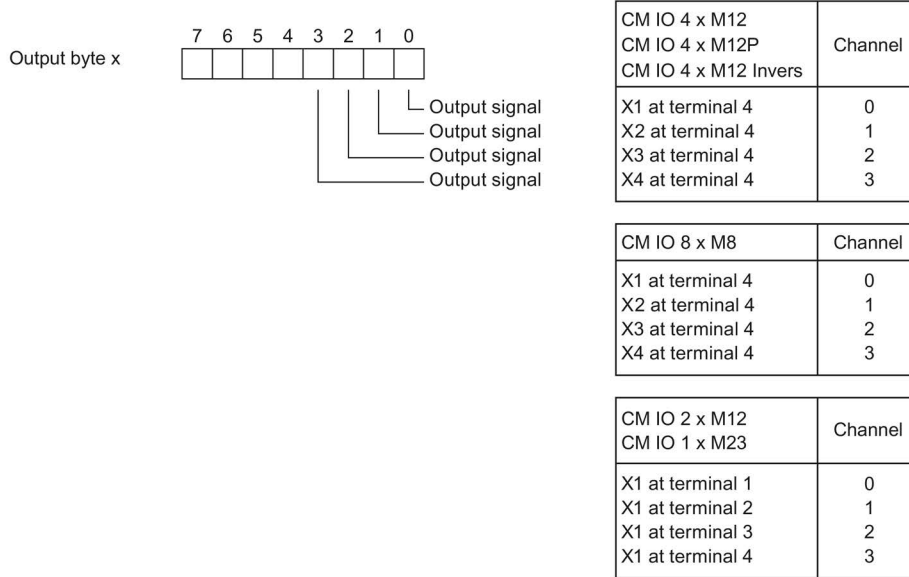 Output byte x
7 6 5 4 3 2 1 0
Output signal
Output signal
Output signal
Output signal
CM IO 4 x M12
CM IO 4 x M12P
CM IO 4 x M12 Invers
Channel
X1 at terminal 4 0
X2 at terminal 4 1
X3 at terminal 4 2
X4 at terminal 4 3
CM IO 8 x M8 Channel
X1 at terminal 4 0
X2 at terminal 4 1
X3 at terminal 4 2
X4 at terminal 4 3
CM IO 2 x M12
CM IO 1 x M23
Channel
X1 at terminal 1 0
X1 at terminal 2 1
X1 at terminal 3 2
X1 at terminal 4 3